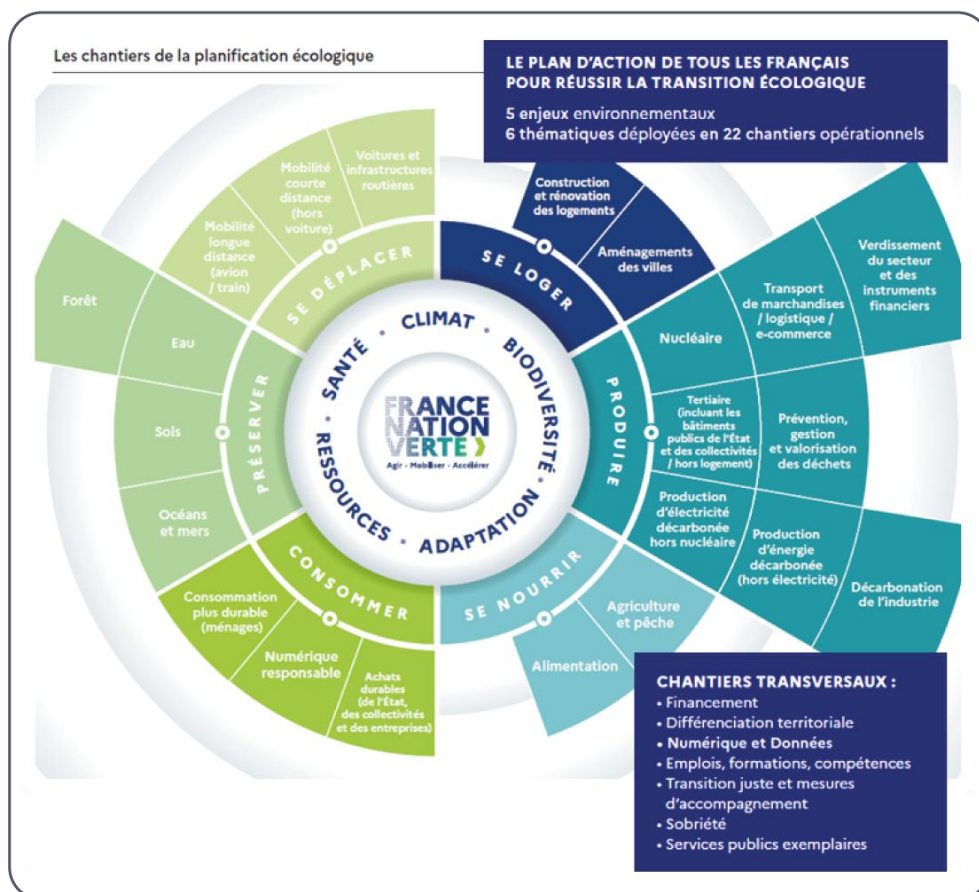 Les chantiers de la planification écologique
LE PLAN D'ACTION DE TOUS LES FRANÇAIS
POUR RÉUSSIR LA TRANSITION ÉCOLOGIQUE
5 enjeux environnementaux
6 thématiques déployées en 22 chantiers opérationnels
SE DÉPLACER
Mobilité
longue
distance
(avion
/ train)
Mobilité
courte
distance
(hors
voiture)
Voitures et
infrastructures
routières
SE LOGER
Construction
et rénovation
des logements
Aménagements
des villes
PRODUIRE
Nucléaire
Transport
de marchandises
/ logistique /
e-commerce
Verdissement
du secteur
et des
instruments
financiers
Tertiaire
(incluant les
bâtiments
publics de l'État
et des collectivités
/ hors logement)
Prévention,
gestion
et valorisation
des déchets
Production
d'électricité
décarbonée
hors nucléaire
Production
d'énergie
décarbonée
(hors électricité)
Décarbonation
de l'industrie
SE NOURRIR
Agriculture
et pêche
Alimentation
CONSOMMER
Consommation
plus durable
(ménages)
Numérique
responsable
Achats
durables
(de l'État,
des collectivités
et des entreprises)
PRÉSERVER
Forêt
Eau
Sols
Océans
et mers
SANTÉ • CLIMAT • BIODIVERSITÉ • ADAPTATION • RESSOURCES •
FRANCE
NATION
VERTE
Agir • Mobiliser • Accélérer
CHANTIERS TRANSVERSAUX :
• Financement
• Différenciation territoriale
• Numérique et Données
• Emplois, formations, compétences
• Transition juste et mesures
d'accompagnement
• Sobriété
• Services publics exemplaires